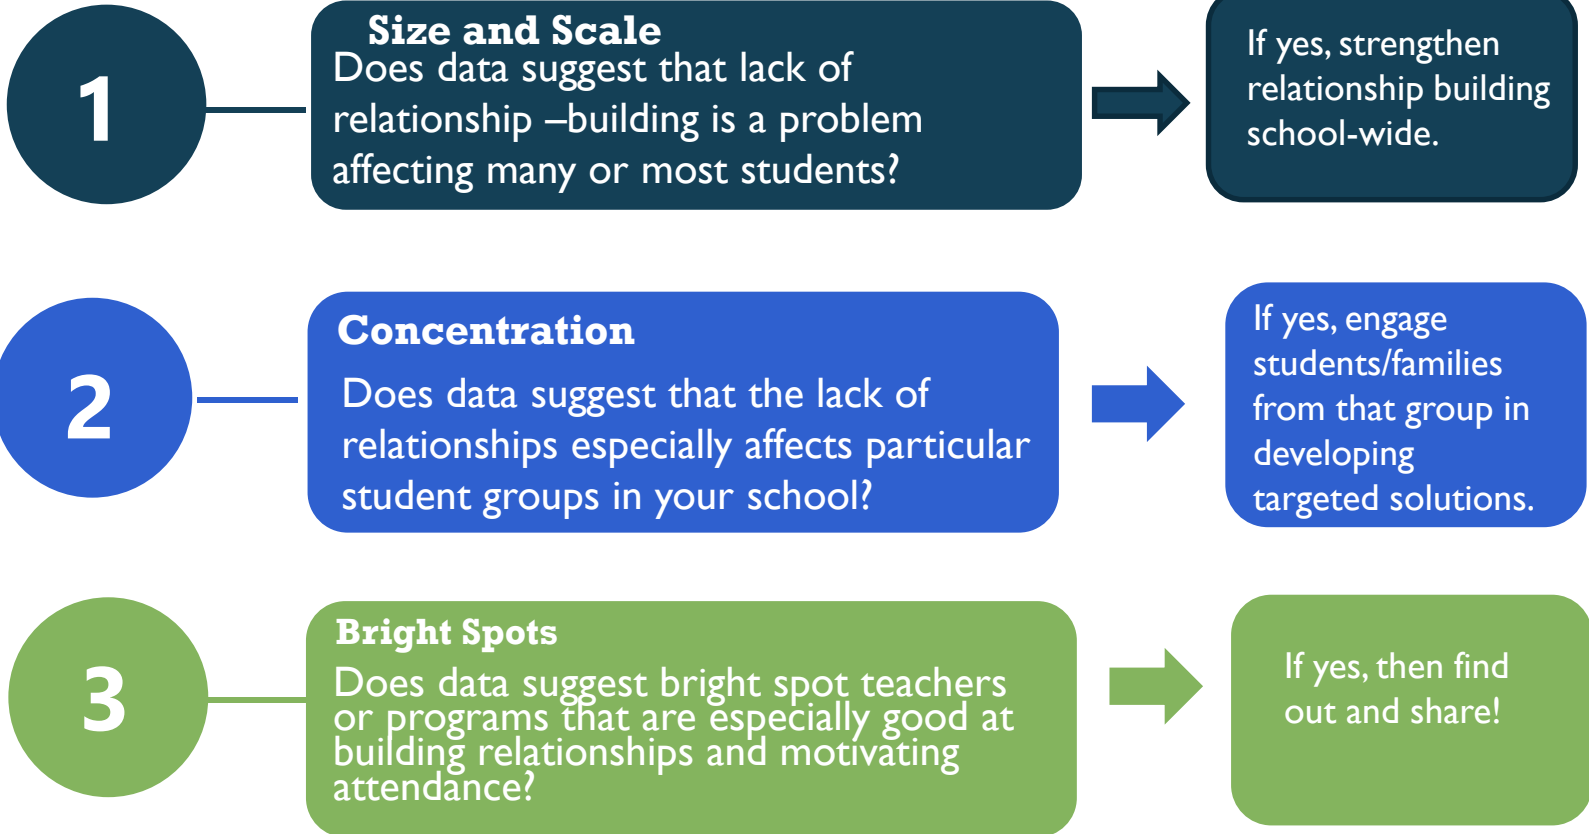 1
Size and Scale
Does data suggest that lack of
relationship –building is a problem
affecting many or most students?
If yes, strengthen
relationship building
school-wide.
2
Concentration
Does data suggest that the lack of
relationships especially affects particular
student groups in your school?
If yes, engage
students/families
from that group in
developing
targeted solutions.
3
Bright Spots
Does data suggest bright spot teachers
or programs that are especially good at
building relationships and motivating
attendance?
If yes, then find
out and share!